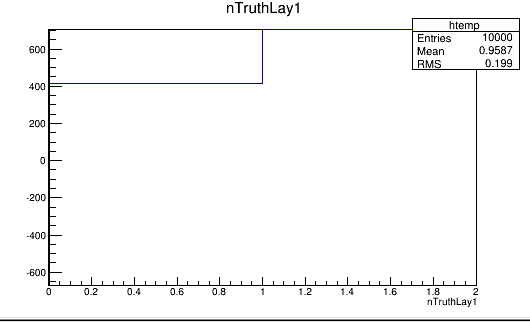 nTruthLay1
htemp
Entries 10000
Mean 0.9587
RMS 0.199
600
400
200
0
-200
-400
-600
0 0.2 0.4 0.6 0.8 1 1.2 1.4 1.6 1.8 2
nTruthLay1